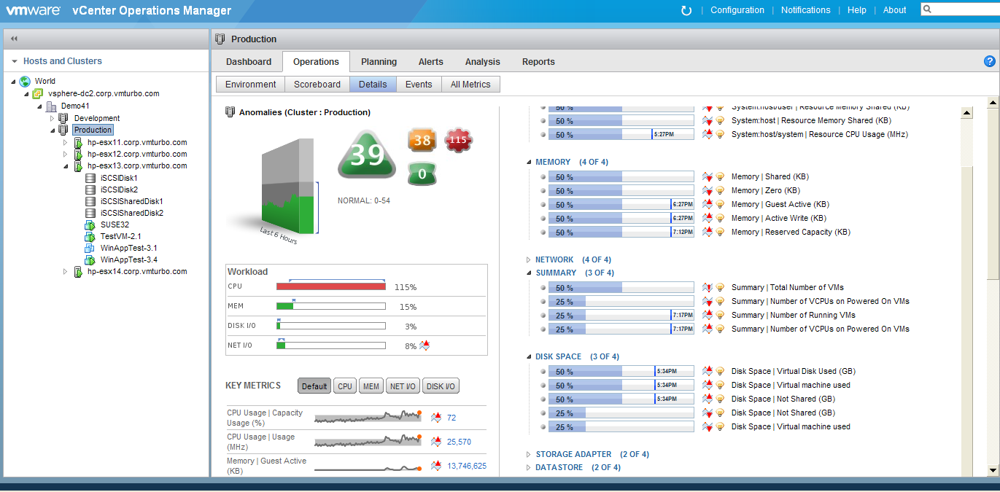 vmware vCenter Operations Manager
Configuration | Notifications | Help | About
Production
Hosts and Clusters
World
vsphere-dc2.corp.vmturbo.com
Demo41
Development
Production
hp-esx11.corp.vmturbo.com
hp-esx12.corp.vmturbo.com
hp-esx13.corp.vmturbo.com
iSCSIDisk1
iSCSIDisk2
iSCSISharedDisk1
iSCSISharedDisk2
SUSE32
TestVM-2.1
WinAppTest-3.1
WinAppTest-3.4
hp-esx14.corp.vmturbo.com
Dashboard Operations Planning Alerts Analysis Reports
?
Environment Scoreboard Details Events All Metrics
Anomalies (Cluster : Production)
39
38
115
0
NORMAL: 0-54
Last 6 Hours
Workload
CPU 115%
MEM 15%
DISK I/O 3%
NET I/O 8%
KEY METRICS Default CPU MEM NET I/O DISK I/O
CPU Usage | Capacity
Usage (%)
72
CPU Usage | Usage
(MHz)
25,570
Memory | Guest Active
(KB)
13,746,625
50 % System:host/user | Resource Memory Shared (KB)
50 % System:host | Resource Memory Shared (KB)
50 % 5:27PM System:host/system | Resource CPU Usage (MHz)
MEMORY (4 OF 4)
50 % Memory | Shared (KB)
50 % Memory | Zero (KB)
50 % 6:27PM Memory | Guest Active (KB)
50 % 6:27PM Memory | Active Write (KB)
50 % 7:12PM Memory | Reserved Capacity (KB)
NETWORK (4 OF 4)
SUMMARY (3 OF 4)
50 % Summary | Total Number of VMs
25 % Summary | Number of VCPUs on Powered On VMs
25 % 7:17PM Summary | Number of Running VMs
25 % 7:17PM Summary | Number of VCPUs on Powered On VMs
DISK SPACE (3 OF 4)
50 % 5:34PM Disk Space | Virtual Disk Used (GB)
50 % 5:34PM Disk Space | Virtual machine used
50 % 5:34PM Disk Space | Not Shared (GB)
25 % Disk Space | Not Shared (GB)
25 % Disk Space | Virtual machine used
STORAGE ADAPTER (2 OF 4)
DATASTORE (2 OF 4)